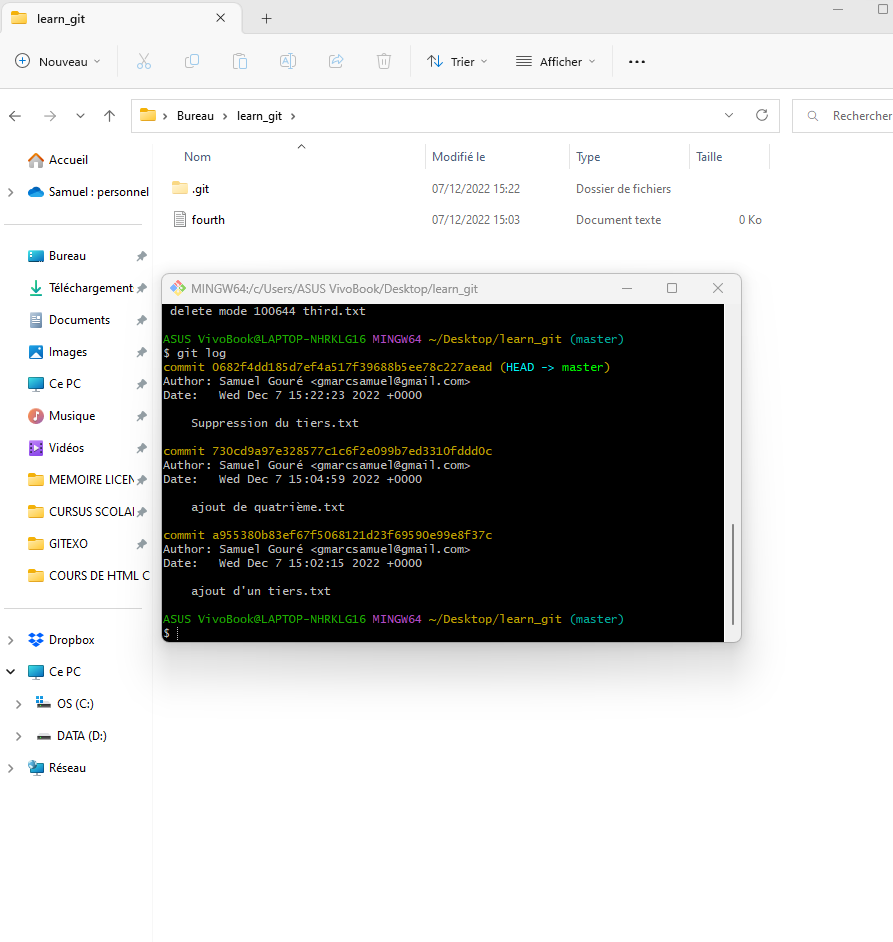 learn_git
Nouveau
Trier
Afficher
Bureau
learn_git
Rechercher
Nom
Modifié le
Type
Taille
.git
07/12/2022 15:22
Dossier de fichiers
fourth
07/12/2022 15:03
Document texte
0 Ko
Accueil
Samuel : personnel
Bureau
Téléchargement
Documents
Images
Ce PC
Musique
Vidéos
MEMOIRE LICEN
CURSUS SCOLAI
GITEXO
COURS DE HTML C
Dropbox
Ce PC
OS (C:)
DATA (D:)
Réseau
MINGW64:/c/Users/ASUS VivoBook/Desktop/learn_git
delete mode 100644 third.txt
ASUS VivoBook@LAPTOP-NHRKLG16 MINGW64 ~/Desktop/learn_git (master)
$ git log
commit 0682f4dd185d7ef4a517f39688b5ee78c227aead (HEAD -> master)
Author: Samuel Gouré <gmarcsamuel@gmail.com>
Date:   Wed Dec 7 15:22:23 2022 +0000
Suppression du tiers.txt
commit 730cd9a97e328577c1c6f2e099b7ed3310fddd0c
Author: Samuel Gouré <gmarcsamuel@gmail.com>
Date:   Wed Dec 7 15:04:59 2022 +0000
ajout de quatrième.txt
commit a955380b83ef67f5068121d23f69590e99e8f37c
Author: Samuel Gouré <gmarcsamuel@gmail.com>
Date:   Wed Dec 7 15:02:15 2022 +0000
ajout d'un tiers.txt
ASUS VivoBook@LAPTOP-NHRKLG16 MINGW64 ~/Desktop/learn_git (master)
$